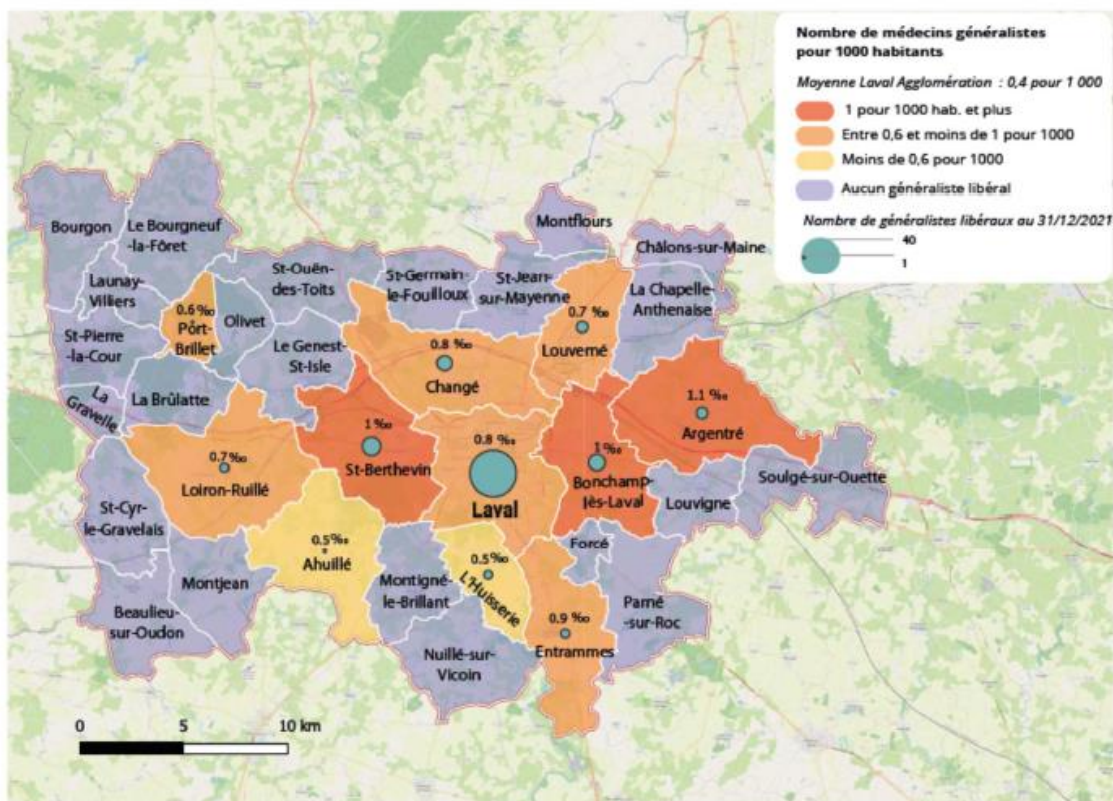 Nombre de médecins généralistes
pour 1000 habitants
Moyenne Laval Agglomération : 0,4 pour 1 000
1 pour 1000 hab. et plus
Entre 0,6 et moins de 1 pour 1000
Moins de 0,6 pour 1000
Aucun généraliste libéral
Nombre de généralistes libéraux au 31/12/2021
40
1
Bourgon
Le Bourgneuf
-la-Fôret
Launay-
Villiers
St-Pierre
-la-Cour
0.6 ‰
Pôrt-
Brillet
Olivet
St-Ouën-
des-Toits
Le Genest-
St-Isle
St-Germain
-le-Fouilloux
St-Jean-
sur-Mayenne
Montflours
Châlons-sur-Maine
La Chapelle-
Anthenaise
0.7 ‰
Louverné
0.8 ‰
Changé
La
Gravelle
La Brûlatte
1 ‰
St-Berthevin
0.8 ‰
Laval
1 ‰
Bonchamp-
lès-Laval
1.1 ‰
Argentré
0.7 ‰
Loiron-Ruillé
St-Cyr-
le-Gravelais
Louvigne
Soulgé-sur-Ouette
0.5 ‰
Ahuillé
Montjean
Beaulieu-
sur-Oudon
Montigné-
le-Brillant
0.5 ‰
L'Huisserie
Forcé
Parné
-sur-Roc
0.9 ‰
Entrammes
Nuillé-sur-
Vicoin
0 5 10 km